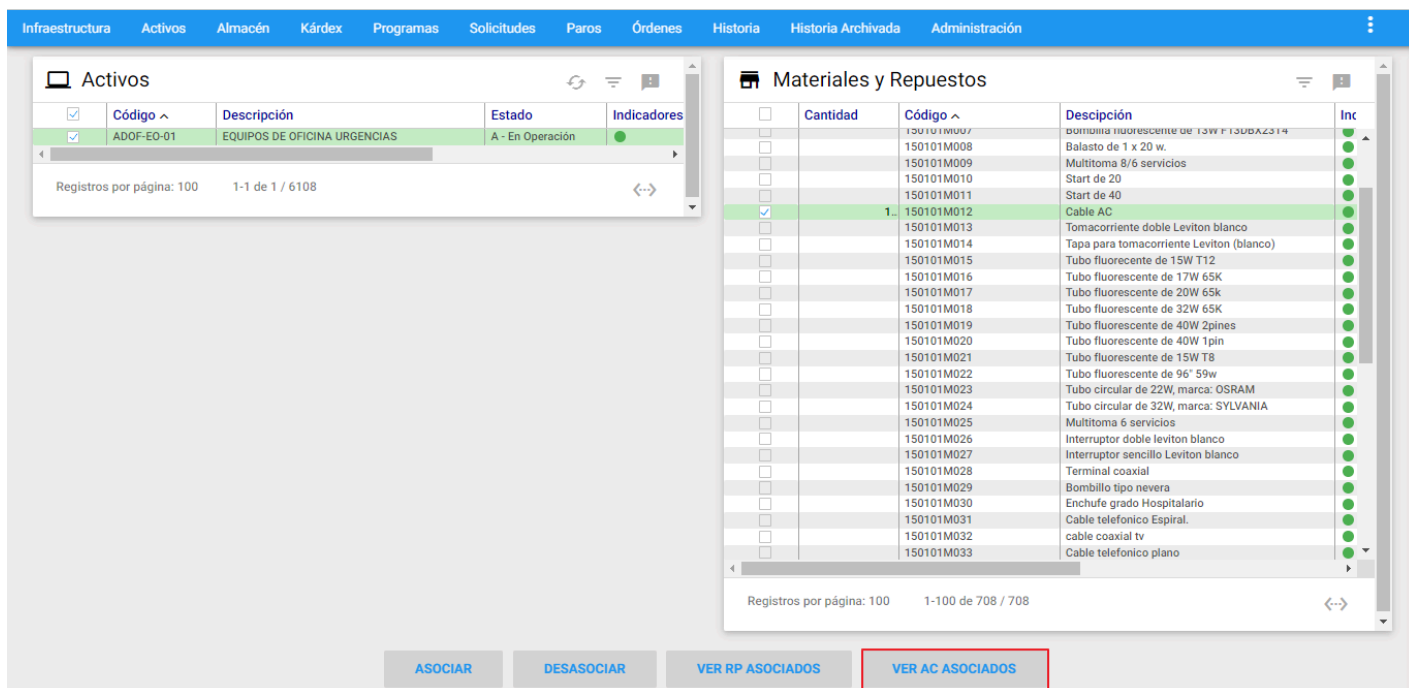 Infraestructura Activos Almacén Kárdex Programas Solicitudes Paros Órdenes Historia Historia Archivada Administración
Activos
Código Descripción Estado Indicadores
ADOF-EO-01 EQUIPOS DE OFICINA URGENCIAS A - En Operación
Registros por página: 100 1-1 de 1 / 6108
Materiales y Repuestos
Cantidad Código Descipción Inc
150101M007 Bombilla fluorescente de 13W F13DBX23T4
150101M008 Balasto de 1 x 20 w.
150101M009 Multitoma 8/6 servicios
150101M010 Start de 20
150101M011 Start de 40
1.. 150101M012 Cable AC
150101M013 Tomacorriente doble Leviton blanco
150101M014 Tapa para tomacorriente Leviton (blanco)
150101M015 Tubo fluorecente de 15W T12
150101M016 Tubo fluorescente de 17W 65K
150101M017 Tubo fluorescente de 20W 65k
150101M018 Tubo fluorescente de 32W 65K
150101M019 Tubo fluorescente de 40W 2pines
150101M020 Tubo fluorescente de 40W 1pin
150101M021 Tubo fluorescente de 15W T8
150101M022 Tubo fluorescente de 96" 59w
150101M023 Tubo circular de 22W, marca: OSRAM
150101M024 Tubo circular de 32W, marca: SYLVANIA
150101M025 Multitoma 6 servicios
150101M026 Interruptor doble leviton blanco
150101M027 Interruptor sencillo Leviton blanco
150101M028 Terminal coaxial
150101M029 Bombillo tipo nevera
150101M030 Enchufe grado Hospitalario
150101M031 Cable telefonico Espiral.
150101M032 cable coaxial tv
150101M033 Cable telefonico plano
Registros por página: 100 1-100 de 708 / 708
ASOCIAR DESASOCIAR VER RP ASOCIADOS VER AC ASOCIADOS